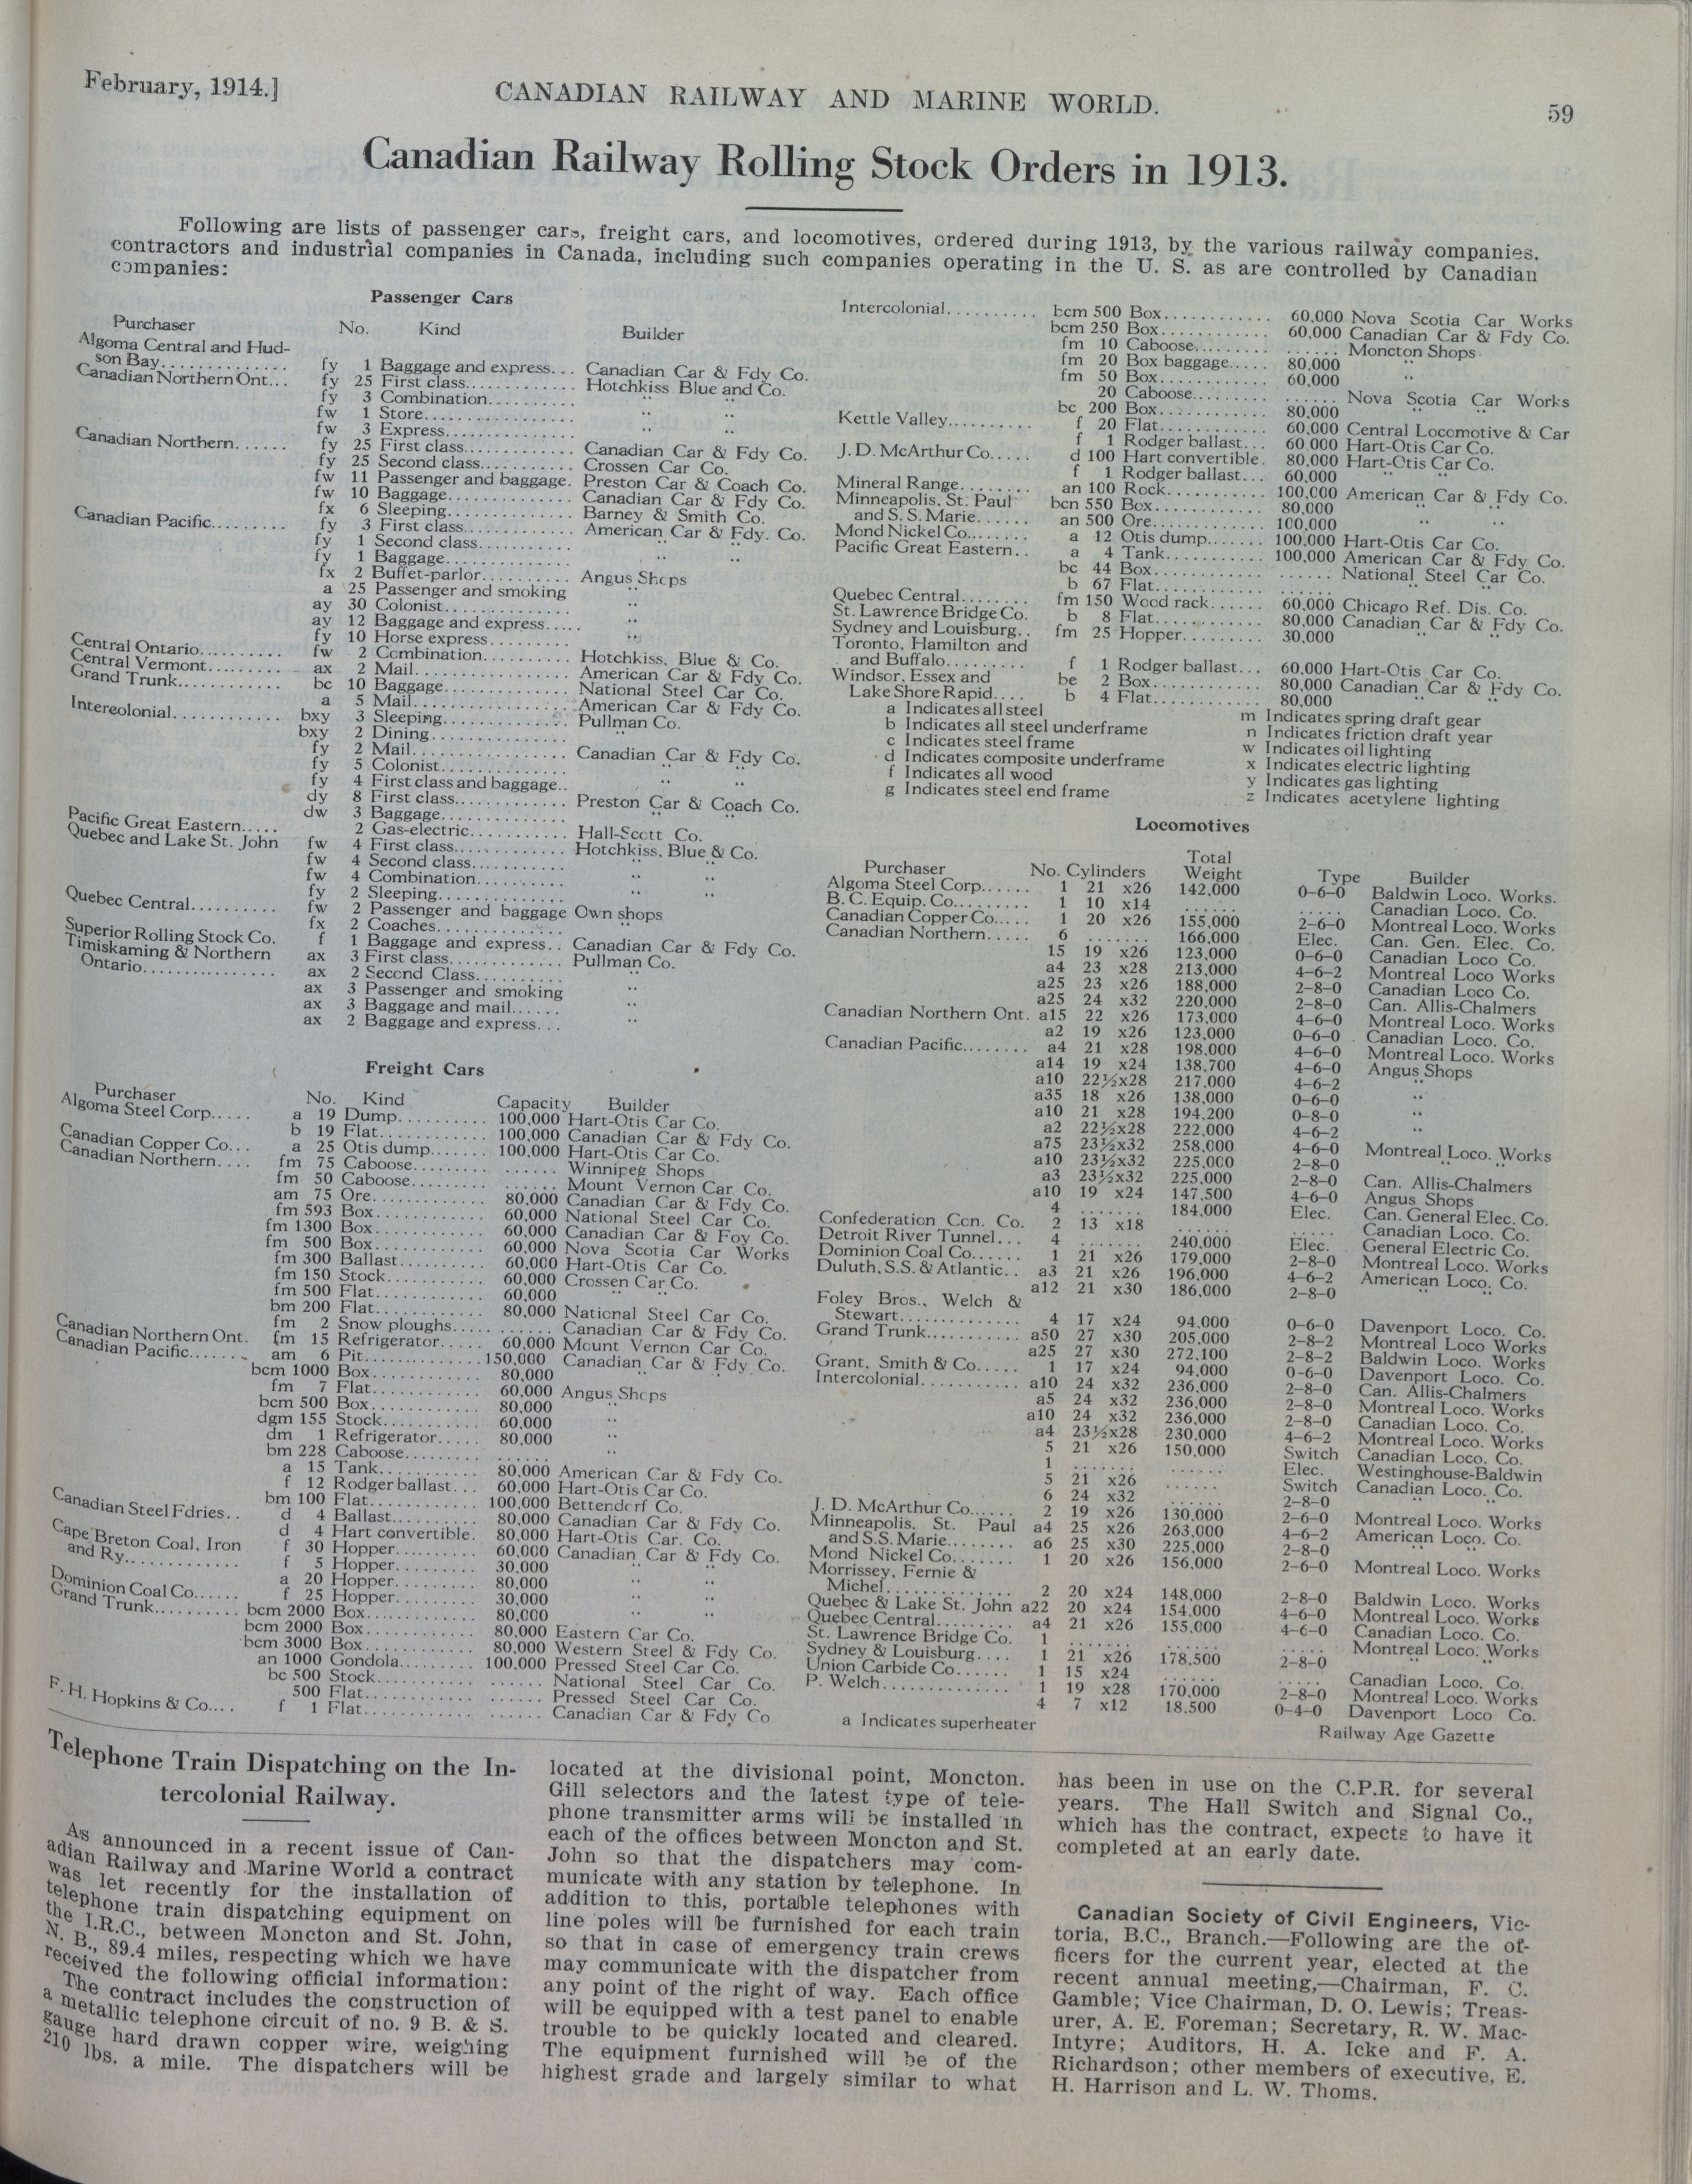 February, 1914.]
CANADIAN RAILWAY AND MARINE WORLD.
59
Canadian Railway Rolling Stock Orders in 1913.
Following are lists of passenger cars, freight cars, and locomotives, ordered during 1913, by the various railway companies,
contractors and industrial companies in Canada, including such companies operating in the U. S. as are controlled by Canadian
companies:
Passenger Cars
Purchaser No. Kind Builder
Algoma Central and Hud-
son Bay.............. fy 1 Baggage and express... Canadian Car & Fdy Co.
Canadian Northern Ont... fy 25 First class............ Hotchkiss Blue and Co.
fy 3 Combination.......... " "
fw 1 Store.................. " "
fw 3 Express............... " "
Canadian Northern...... fy 25 First class............ Canadian Car & Fdy Co.
fy 25 Second class.......... Crossen Car Co.
fw 11 Passenger and baggage. Preston Car & Coach Co.
fw 10 Baggage.............. Canadian Car & Fdy Co.
fx 6 Sleeping.............. Barney & Smith Co.
Canadian Pacific......... fy 3 First class............ American Car & Fdy. Co.
fy 1 Second class.......... " "
fy 1 Baggage.............. " "
fx 2 Buffet-parlor.......... Angus Shops
a 25 Passenger and smoking "
ay 30 Colonist.............. "
ay 12 Baggage and express..... "
fy 10 Horse express......... "
Central Ontario.......... fw 2 Combination.......... Hotchkiss, Blue & Co.
Central Vermont......... ax 2 Mail.................. American Car & Fdy Co.
Grand Trunk............ bc 10 Baggage.............. National Steel Car Co.
a 5 Mail.................. American Car & Fdy Co.
Intercolonial............ bxy 3 Sleeping.............. Pullman Co.
bxy 2 Dining............... "
fy 2 Mail.................. Canadian Car & Fdy Co.
fy 5 Colonist.............. " "
fy 4 First class and baggage.. " "
dy 8 First class............ Preston Car & Coach Co.
dw 3 Baggage.............. " "
Pacific Great Eastern..... 2 Gas-electric........... Hall-Scott Co.
Quebec and Lake St. John fw 4 First class............ Hotchkiss, Blue & Co.
fw 4 Second class.......... " "
fw 4 Combination.......... " "
fy 2 Sleeping.............. " "
Quebec Central.......... fw 2 Passenger and baggage Own shops
fx 2 Coaches.............. "
Superior Rolling Stock Co. f 1 Baggage and express.. Canadian Car & Fdy Co.
Timiskaming & Northern ax 3 First class............ Pullman Co.
Ontario............... ax 2 Second Class........... "
ax 3 Passenger and smoking "
ax 3 Baggage and mail...... "
ax 2 Baggage and express... "
Freight Cars
Purchaser No. Kind Capacity Builder
Algoma Steel Corp..... a 19 Dump.......... 100,000 Hart-Otis Car Co.
b 19 Flat............ 100,000 Canadian Car & Fdy Co.
Canadian Copper Co... a 25 Otis dump....... 100,000 Hart-Otis Car Co.
Canadian Northern.... fm 75 Caboose......... ...... Winnipeg Shops
fm 50 Caboose......... ...... Mount Vernon Car Co.
am 75 Ore............. 80,000 Canadian Car & Fdy Co.
fm 593 Box............ 60,000 National Steel Car Co.
fm 1300 Box............ 60,000 Canadian Car & Foy Co.
fm 500 Box............ 60,000 Nova Scotia Car Works
fm 300 Ballast.......... 60,000 Hart-Otis Car Co.
fm 150 Stock........... 60,000 Crossen Car Co.
fm 500 Flat............ 60,000 " "
bm 200 Flat............ 80,000 National Steel Car Co.
fm 2 Snow ploughs..... ...... Canadian Car & Fdy Co.
Canadian Northern Ont. fm 15 Refrigerator..... 60,000 Mount Vernon Car Co.
Canadian Pacific....... am 6 Pit............. 150,000 Canadian Car & Fdy Co.
bcm 1000 Box............ 80,000 " "
fm 7 Flat............ 60,000 Angus Shops
bcm 500 Box............ 80,000 "
dgm 155 Stock........... 60,000 "
dm 1 Refrigerator..... 80,000 "
bm 228 Caboose......... ...... "
a 15 Tank............ 80,000 American Car & Fdy Co.
f 12 Rodger ballast... 60,000 Hart-Otis Car Co.
bm 100 Flat............ 100,000 Bettendorf Co.
Canadian Steel Fdries.. d 4 Ballast.......... 80,000 Canadian Car & Fdy Co.
d 4 Hart convertible. 80,000 Hart-Otis Car. Co.
Cape Breton Coal, Iron f 30 Hopper.......... 60,000 Canadian Car & Fdy Co.
and Ry.............. f 5 Hopper.......... 30,000
a 20 Hopper.......... 80,000 " "
Dominion Coal Co...... f 25 Hopper.......... 30,000 " "
Grand Trunk.......... bcm 2000 Box............ 80,000 " "
bcm 2000 Box............ 80,000 Eastern Car Co.
bcm 3000 Box............ 80,000 Western Steel & Fdy Co.
an 1000 Gondola......... 100,000 Pressed Steel Car Co.
bc 500 Stock........... ...... National Steel Car Co.
500 Flat............ ...... Pressed Steel Car Co.
F. H. Hopkins & Co.... f 1 Flat............ ...... Canadian Car & Fdy Co
Intercolonial.......... bcm 500 Box............ 60,000 Nova Scotia Car Works
bcm 250 Box............ 60,000 Canadian Car & Fdy Co.
fm 10 Caboose......... ...... Moncton Shops
fm 20 Box baggage..... 80,000 "
fm 50 Box............ 60,000
20 Caboose......... ...... Nova Scotia Car Works
bc 200 Box............ 80,000 " "
Kettle Valley.......... f 20 Flat............ 60,000 Central Locomotive & Car
f 1 Rodger ballast... 60,000 Hart-Otis Car Co.
J. D. McArthur Co..... d 100 Hart convertible. 80,000 Hart-Otis Car Co.
f 1 Rodger ballast... 60,000 " "
Mineral Range........ an 100 Rock........... 100,000 American Car & Fdy Co.
Minneapolis, St. Paul bcn 550 Box............ 80,000 " "
and S. S. Marie...... an 500 Ore............. 100,000 " "
Mond Nickel Co....... a 12 Otis dump....... 100,000 Hart-Otis Car Co.
Pacific Great Eastern.. a 4 Tank........... 100,000 American Car & Fdy Co.
bc 44 Box............ ...... National Steel Car Co.
b 67 Flat............ ...... " "
Quebec Central........ fm 150 Wood rack...... 60,000 Chicago Ref. Dis. Co.
St. Lawrence Bridge Co. b 8 Flat............ 80,000 Canadian Car & Fdy Co.
Sydney and Louisburg.. fm 25 Hopper......... 30,000 " "
Toronto, Hamilton and
and Buffalo......... f 1 Rodger ballast... 60,000 Hart-Otis Car Co.
Windsor, Essex and be 2 Box............ 80,000 Canadian Car & Fdy Co.
Lake Shore Rapid.... b 4 Flat............ 80,000 " "
a Indicates all steel
b Indicates all steel underframe
c Indicates steel frame
d Indicates composite underframe
f Indicates all wood
g Indicates steel end frame
m Indicates spring draft gear
n Indicates friction draft year
w Indicates oil lighting
x Indicates electric lighting
y Indicates gas lighting
z Indicates acetylene lighting
Locomotives
Purchaser No. Cylinders Total Weight Type Builder
Algoma Steel Corp...... 1 21 x26 142,000 0-6-0 Baldwin Loco. Works.
B. C. Equip. Co......... 1 10 x14 ...... ..... Canadian Loco. Co.
Canadian Copper Co.... 1 20 x26 155,000 2-6-0 Montreal Loco. Works
Canadian Northern..... 6 ....... 166,000 Elec. Can. Gen. Elec. Co.
15 19 x26 123,000 0-6-0 Canadian Loco Co.
a4 23 x28 213,000 4-6-2 Montreal Loco Works
a25 23 x26 188,000 2-8-0 Canadian Loco Co.
a25 24 x32 220,000 2-8-0 Can. Allis-Chalmers
Canadian Northern Ont. a15 22 x26 173,000 4-6-0 Montreal Loco. Works
a2 19 x26 123,000 0-6-0 Canadian Loco. Co.
Canadian Pacific........ a4 21 x28 198,000 4-6-0 Montreal Loco. Works
a14 19 x24 138,700 4-6-0 Angus Shops
a10 22½x28 217,000 4-6-2 "
a35 18 x26 138,000 0-6-0 "
a10 21 x28 194,200 0-8-0 "
a2 22½x28 222,000 4-6-2 "
a75 23½x32 258,000 4-6-0 Montreal Loco. Works
a10 23½x32 225,000 2-8-0 " "
a3 23½x32 225,000 2-8-0 Can. Allis-Chalmers
a10 19 x24 147,500 4-6-0 Angus Shops
4 ....... 184,000 Elec. Can. General Elec. Co.
Confederation Con. Co. 2 13 x18 ...... ..... Canadian Loco. Co.
Detroit River Tunnel... 4 ....... 240,000 Elec. General Electric Co.
Dominion Coal Co...... 1 21 x26 179,000 2-8-0 Montreal Loco. Works
Duluth, S.S. & Atlantic.. a3 21 x26 196,000 4-6-2 American Loco. Co.
a12 21 x30 186,000 2-8-0 " "
Foley Bros., Welch &
Stewart.............. 4 17 x24 94,000 0-6-0 Davenport Loco. Co.
Grand Trunk........... a50 27 x30 205,000 2-8-2 Montreal Loco Works
a25 27 x30 272,100 2-8-2 Baldwin Loco. Works
Grant, Smith & Co..... 1 17 x24 94,000 0-6-0 Davenport Loco. Co.
Intercolonial........... a10 24 x32 236,000 2-8-0 Can. Allis-Chalmers
a5 24 x32 236,000 2-8-0 Montreal Loco. Works
a10 24 x32 236,000 2-8-0 Canadian Loco. Co.
a4 23½x28 230,000 4-6-2 Montreal Loco. Works
5 21 x26 150,000 Switch Canadian Loco. Co.
1 ....... ...... Elec. Westinghouse-Baldwin
5 21 x26 ...... Switch Canadian Loco. Co.
6 24 x32 ...... 2-8-0 " "
J. D. McArthur Co...... 2 19 x26 130,000 2-6-0 Montreal Loco. Works
Minneapolis, St. Paul a4 25 x26 263,000 4-6-2 American Loco. Co.
and S.S. Marie........ a6 25 x30 225,000 2-8-0 " "
Mond Nickel Co....... 1 20 x26 156,000 2-6-0 Montreal Loco. Works
Morrissey, Fernie &
Michel............... 2 20 x24 148,000 2-8-0 Baldwin Loco. Works
Quebec & Lake St. John a22 20 x24 154,000 4-6-0 Montreal Loco. Works
Quebec Central......... a4 21 x26 155,000 4-6-0 Canadian Loco. Co.
St. Lawrence Bridge Co. 1 ....... ...... ..... Montreal Loco. Works
Sydney & Louisburg.... 1 21 x26 178,500 2-8-0 " "
Union Carbide Co...... 1 15 x24 ...... ..... Canadian Loco. Co.
P. Welch............. 1 19 x28 170,000 2-8-0 Montreal Loco. Works
4 7 x12 18,500 0-4-0 Davenport Loco Co.
a Indicates superheater
Railway Age Gazette
Telephone Train Dispatching on the In-
tercolonial Railway.
As announced in a recent issue of Can-
adian Railway and Marine World a contract
was let recently for the installation of
telephone train dispatching equipment on
the I.R.C., between Moncton and St. John,
N. B., 89.4 miles, respecting which we have
received the following official information:
The contract includes the construction of
a metallic telephone circuit of no. 9 B. & S.
gauge hard drawn copper wire, weighing
210 lbs. a mile. The dispatchers will be
located at the divisional point, Moncton.
Gill selectors and the latest type of tele-
phone transmitter arms will be installed in
each of the offices between Moncton and St.
John so that the dispatchers may com-
municate with any station by telephone. In
addition to this, portable telephones with
line poles will be furnished for each train
so that in case of emergency train crews
may communicate with the dispatcher from
any point of the right of way. Each office
will be equipped with a test panel to enable
trouble to be quickly located and cleared.
The equipment furnished will be of the
highest grade and largely similar to what
has been in use on the C.P.R. for several
years. The Hall Switch and Signal Co.,
which has the contract, expects to have it
completed at an early date.
Canadian Society of Civil Engineers, Vic-
toria, B.C., Branch.—Following are the of-
ficers for the current year, elected at the
recent annual meeting,—Chairman, F. C.
Gamble; Vice Chairman, D. O. Lewis; Treas-
urer, A. E. Foreman; Secretary, R. W. Mac-
Intyre; Auditors, H. A. Icke and F. A.
Richardson; other members of executive, E.
H. Harrison and L. W. Thoms.